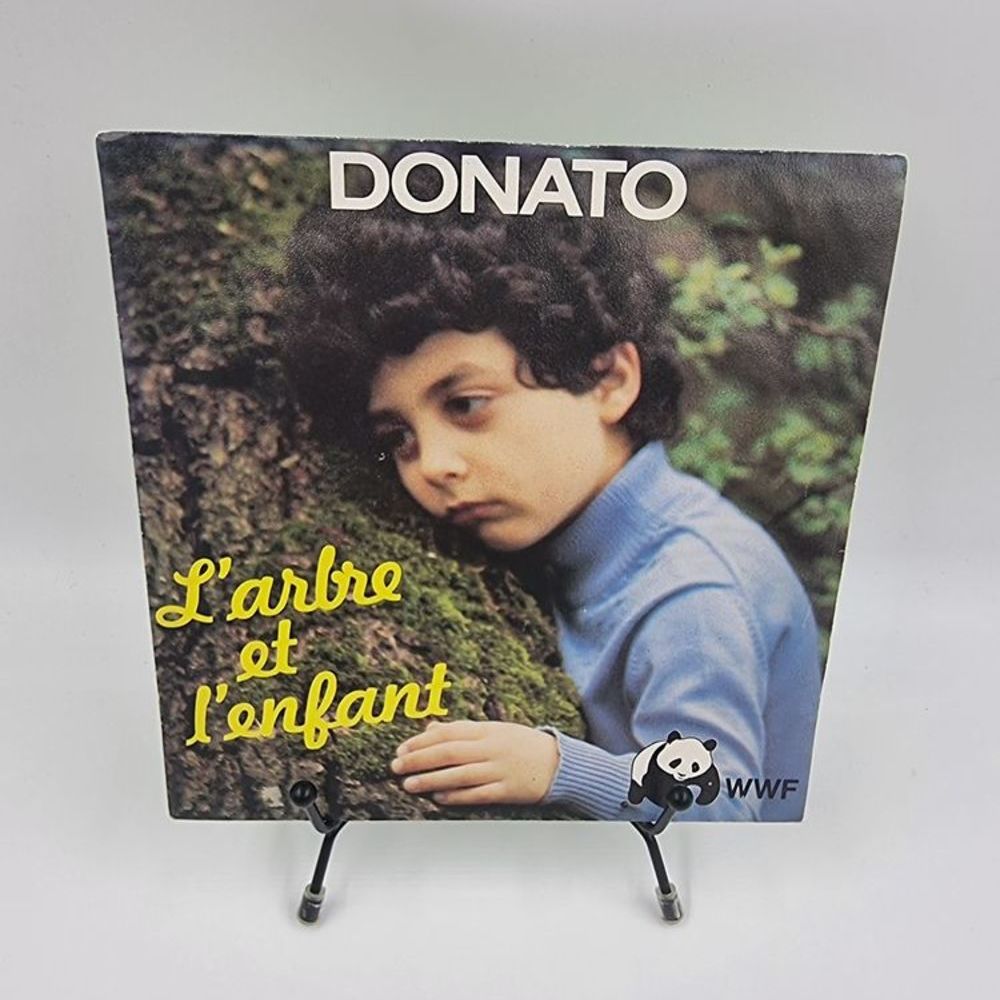 DONATO
L'arbre
et
l'enfant
WWF